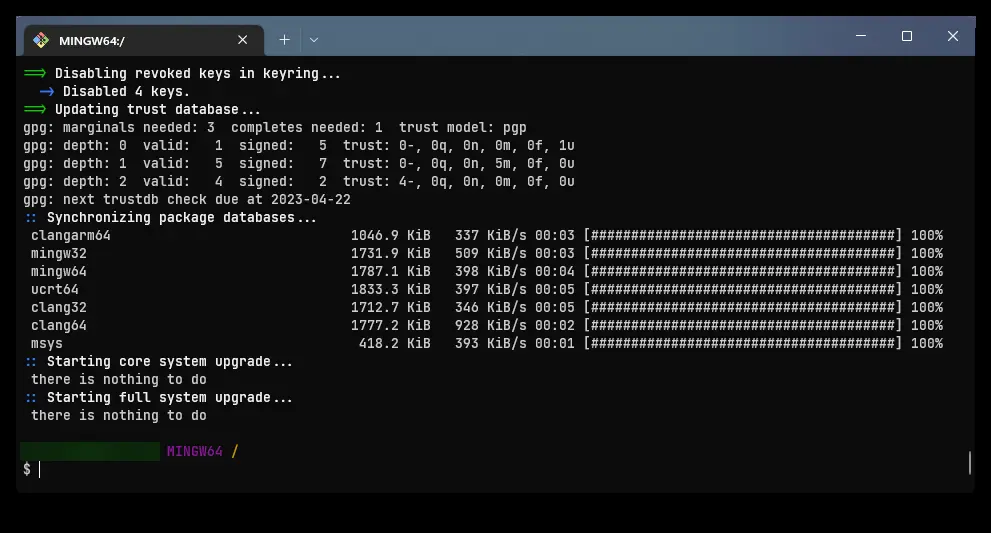 MINGW64:/
==> Disabling revoked keys in keyring...
-> Disabled 4 keys.
==> Updating trust database...
gpg: marginals needed: 3  completes needed: 1  trust model: pgp
gpg: depth: 0  valid:   1  signed:   5  trust: 0-, 0q, 0n, 0m, 0f, 1u
gpg: depth: 1  valid:   5  signed:   7  trust: 0-, 0q, 0n, 5m, 0f, 0u
gpg: depth: 2  valid:   4  signed:   2  trust: 4-, 0q, 0n, 0m, 0f, 0u
gpg: next trustdb check due at 2023-04-22
:: Synchronizing package databases...
clangarm64 1046.9 KiB 337 KiB/s 00:03 [######################################] 100%
mingw32 1731.9 KiB 509 KiB/s 00:03 [######################################] 100%
mingw64 1787.1 KiB 398 KiB/s 00:04 [######################################] 100%
ucrt64 1833.3 KiB 397 KiB/s 00:05 [######################################] 100%
clang32 1712.7 KiB 346 KiB/s 00:05 [######################################] 100%
clang64 1777.2 KiB 928 KiB/s 00:02 [######################################] 100%
msys 418.2 KiB 393 KiB/s 00:01 [######################################] 100%
:: Starting core system upgrade...
there is nothing to do
:: Starting full system upgrade...
there is nothing to do
MINGW64 /
$